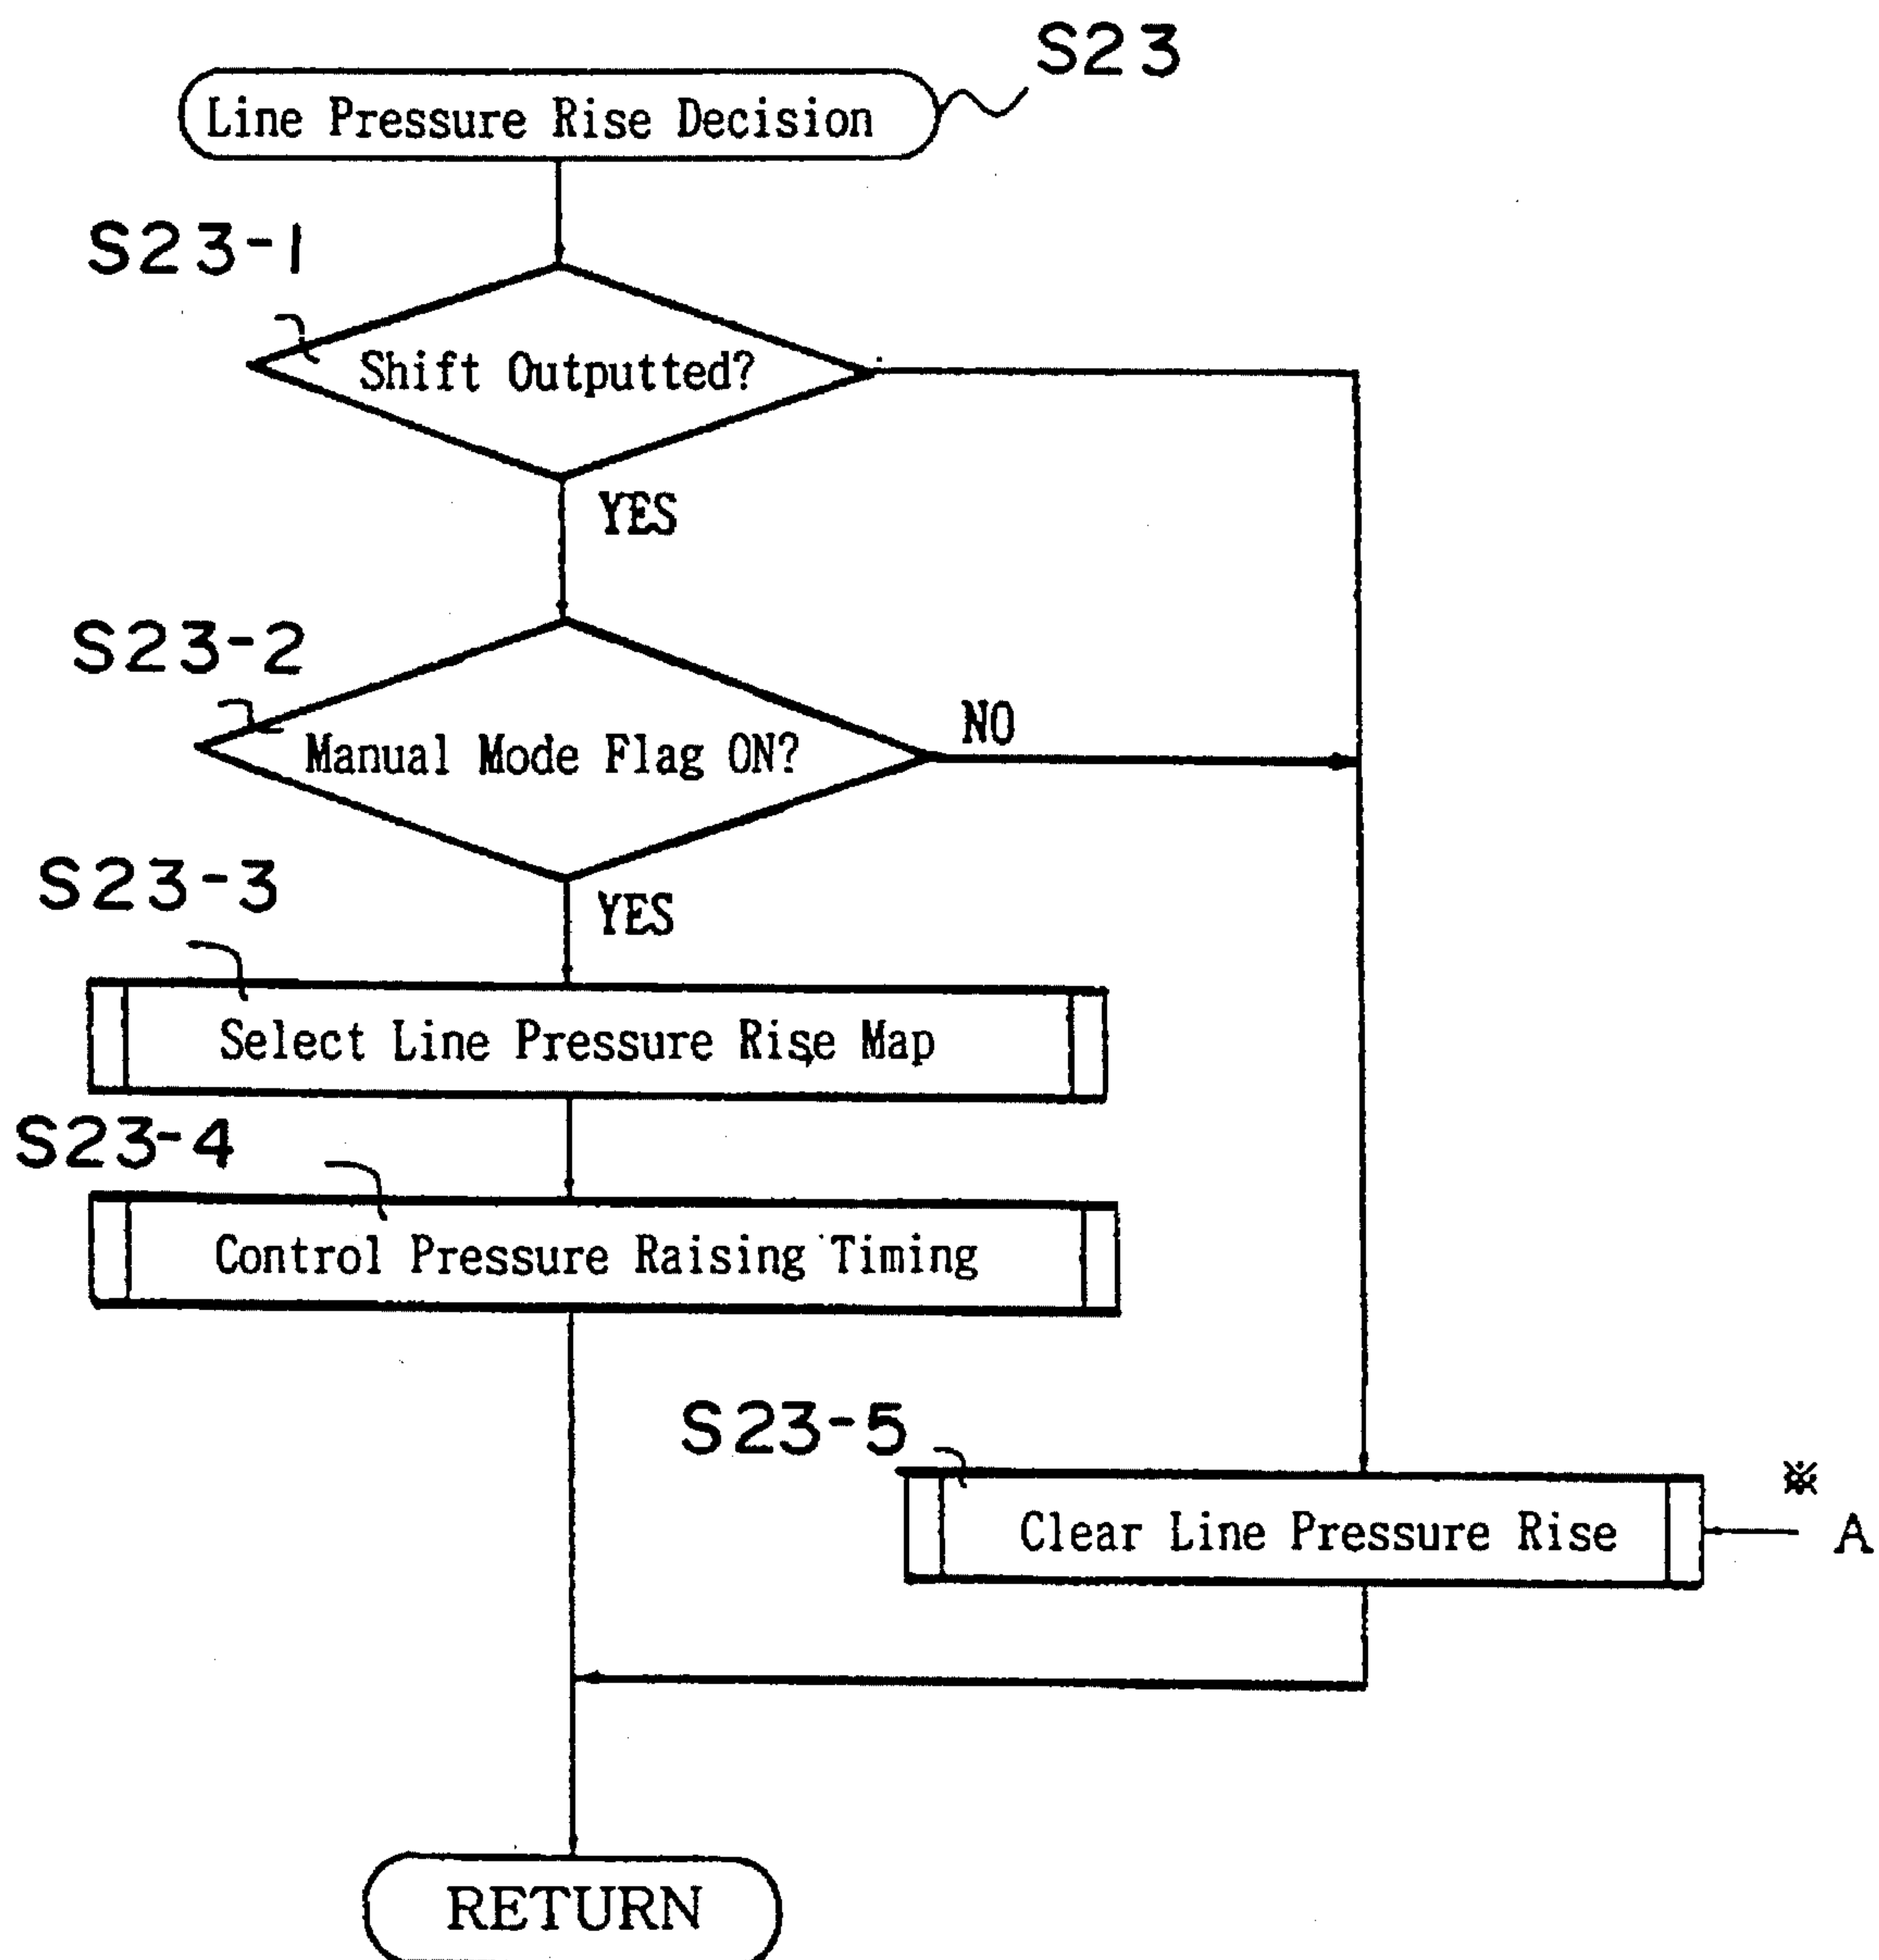 S23
Line Pressure Rise Decision
S23-1
Shift Outputted?
YES
S23-2
Manual Mode Flag ON?
NO
YES
S23-3
Select Line Pressure Rise Map
S23-4
Control Pressure Raising Timing
S23-5
Clear Line Pressure Rise
※
A
RETURN